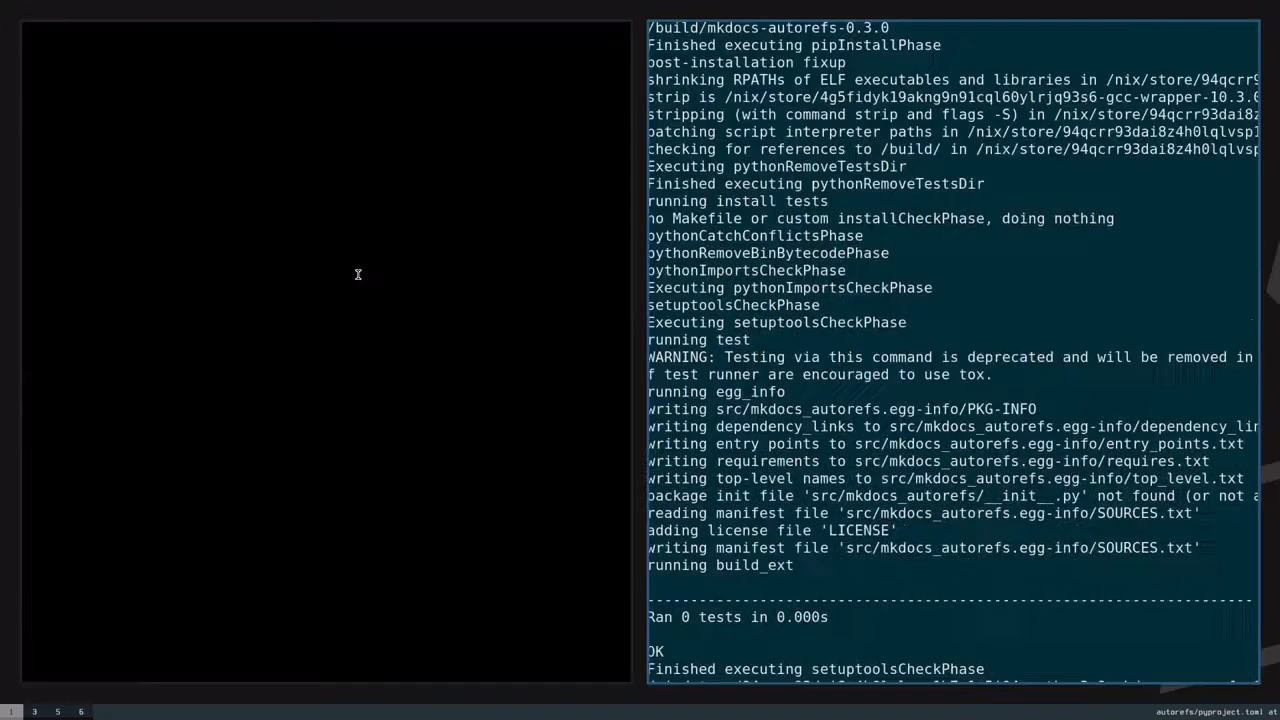 /build/mkdocs-autorefs-0.3.0
Finished executing pipInstallPhase
post-installation fixup
shrinking RPATHs of ELF executables and libraries in /nix/store/94qcrr9
strip is /nix/store/4g5fidyk19akng9n91cql60ylrjq93s6-gcc-wrapper-10.3.0
stripping (with command strip and flags -S) in /nix/store/94qcrr93dai8z
patching script interpreter paths in /nix/store/94qcrr93dai8z4h0lqlvsp1
checking for references to /build/ in /nix/store/94qcrr93dai8z4h0lqlvsp
Executing pythonRemoveTestsDir
Finished executing pythonRemoveTestsDir
running install tests
no Makefile or custom installCheckPhase, doing nothing
pythonCatchConflictsPhase
pythonRemoveBinBytecodePhase
pythonImportsCheckPhase
Executing pythonImportsCheckPhase
setuptoolsCheckPhase
Executing setuptoolsCheckPhase
running test
WARNING: Testing via this command is deprecated and will be removed in
f test runner are encouraged to use tox.
running egg_info
writing src/mkdocs_autorefs.egg-info/PKG-INFO
writing dependency_links to src/mkdocs_autorefs.egg-info/dependency_lin
writing entry points to src/mkdocs_autorefs.egg-info/entry_points.txt
writing requirements to src/mkdocs_autorefs.egg-info/requires.txt
writing top-level names to src/mkdocs_autorefs.egg-info/top_level.txt
package init file 'src/mkdocs_autorefs/__init__.py' not found (or not a
reading manifest file 'src/mkdocs_autorefs.egg-info/SOURCES.txt'
adding license file 'LICENSE'
writing manifest file 'src/mkdocs_autorefs.egg-info/SOURCES.txt'
running build_ext
----------------------------------------------------------------------
Ran 0 tests in 0.000s
OK
Finished executing setuptoolsCheckPhase
1 3 5 6
autorefs/pyproject.toml at